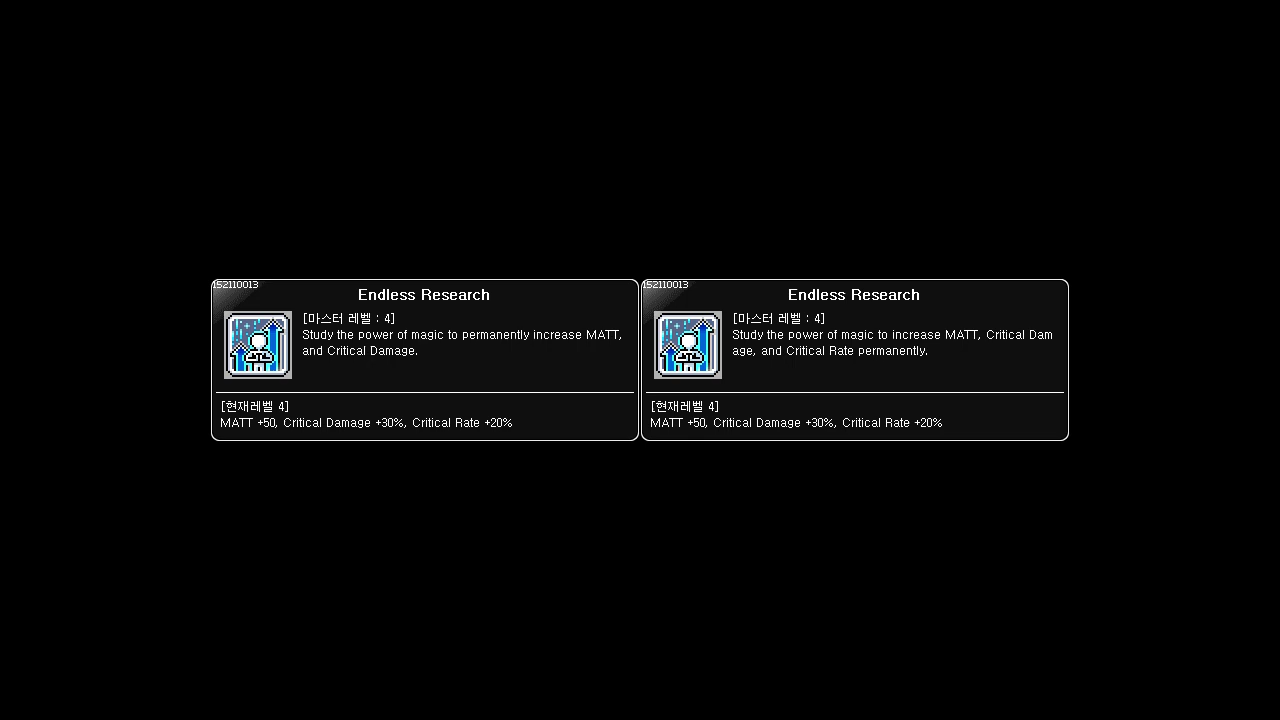 152110013
Endless Research
[마스터 레벨 : 4]
Study the power of magic to permanently increase MATT,
and Critical Damage.
[현재레벨 4]
MATT +50, Critical Damage +30%, Critical Rate +20%
152110013
Endless Research
[마스터 레벨 : 4]
Study the power of magic to increase MATT, Critical Dam
age, and Critical Rate permanently.
[현재레벨 4]
MATT +50, Critical Damage +30%, Critical Rate +20%